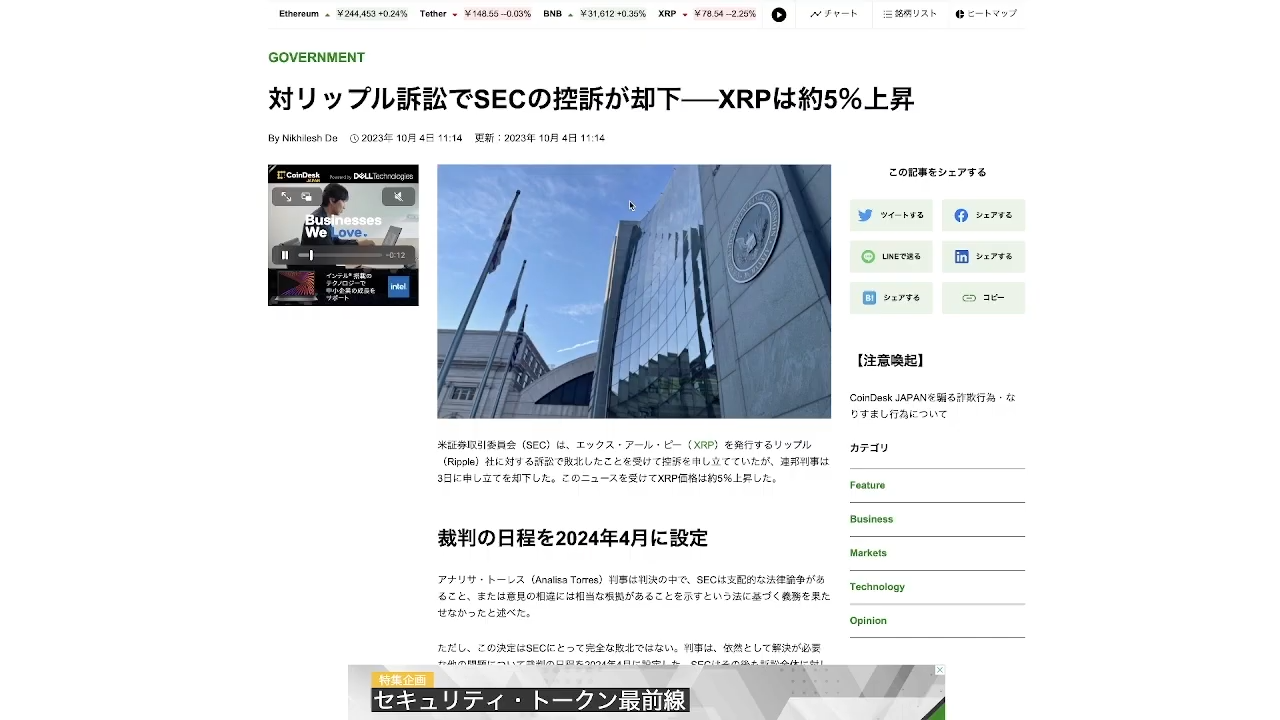 Ethereum ▲ ¥244,453 +0.24% Tether ▼ ¥148.55 --0.03% BNB ▲ ¥31,612 +0.35% XRP ▼ ¥78.54 --2.25% チャート 銘柄リスト ヒートマップ
GOVERNMENT
対リップル訴訟でSECの控訴が却下──XRPは約5%上昇
By Nikhilesh De 2023年 10月 4日 11:14 更新：2023年 10月 4日 11:14
CoinDesk JAPAN Powered by DELL Technologies
Businesses
We Love.
-0:12
インテル® 搭載の
テクノロジーで
中小企業の成長を
サポート
intel
米証券取引委員会（SEC）は、エックス・アール・ピー（XRP）を発行するリップル
（Ripple）社に対する訴訟で敗北したことを受けて控訴を申し立てていたが、連邦判事は
3日に申し立てを却下した。このニュースを受けてXRP価格は約5%上昇した。
裁判の日程を2024年4月に設定
アナリサ・トーレス（Analisa Torres）判事は判決の中で、SECは支配的な法律論争があ
ること、または意見の相違には相当な根拠があることを示すという法に基づく義務を果た
せなかったと述べた。
ただし、この決定はSECにとって完全な敗北ではない。判事は、依然として解決が必要
な他の問題について裁判の日程を2024年4月に設定した。SECはその後も訴訟全体に対し
この記事をシェアする
ツイートする シェアする
LINEで送る シェアする
B! シェアする コピー
【注意喚起】
CoinDesk JAPANを騙る詐欺行為・な
りすまし行為について
カテゴリ
Feature
Business
Markets
Technology
Opinion
特集企画
セキュリティ・トークン最前線